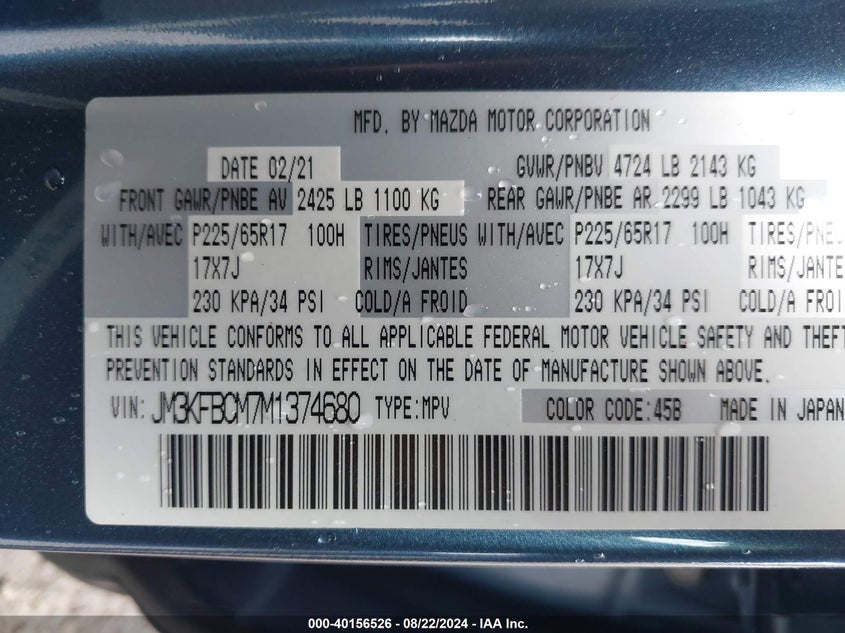 MFD. BY MAZDA MOTOR CORPORATION
DATE 02/21 GVWR/PNBV 4724 LB 2143 KG
FRONT GAWR/PNBE AV 2425 LB 1100 KG REAR GAWR/PNBE AR 2299 LB 1043 KG
WITH/AVEC P225/65R17 100H TIRES/PNEUS WITH/AVEC P225/65R17 100H TIRES/PNE
17X7J RIMS/JANTES 17X7J RIMS/JANTES
230 KPA/34 PSI COLD/A FROID 230 KPA/34 PSI COLD/A FROI
THIS VEHICLE CONFORMS TO ALL APPLICABLE FEDERAL MOTOR VEHICLE SAFETY AND THEFT
PREVENTION STANDARDS IN EFFECT ON THE DATE OF MANUFACTURE SHOWN ABOVE.
VIN: JM3KFBCM7M1374680 TYPE:MPV COLOR CODE:45B MADE IN JAPAN
000-40156526 - 08/22/2024 - IAA Inc.